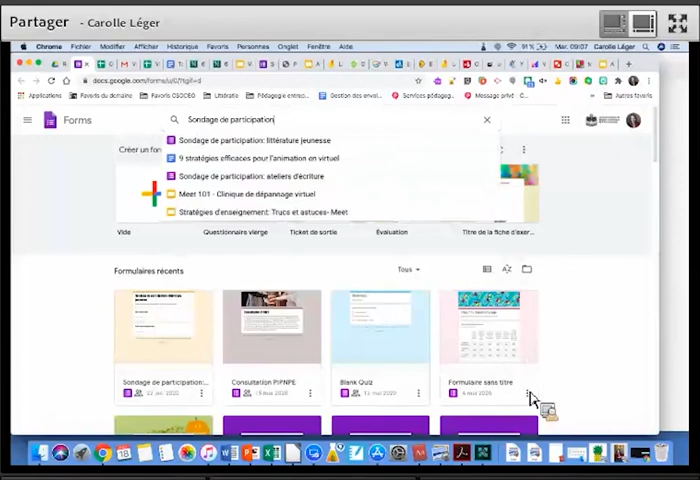 Partager - Carolle Léger
Chrome Fichier Modifier Afficher Historique Favoris Personnes Onglet Fenêtre Aide 91% Mar. 09:07 Carolle Léger
docs.google.com/forms/u/0/?tgif=d
Applications Favoris du domaine Favoris CSDCEO Littératie Pédagogie entrep... Gestion des envoi... Services pédagog... Message privé Autres favoris
Forms
Sondage de participation
Sondage de participation: littérature jeunesse
Créer un for
9 stratégies efficaces pour l'animation en virtuel
Sondage de participation: ateliers d'écriture
Meet 101 - Clinique de dépannage virtuel
Stratégies d'enseignement: Trucs et astuces- Meet
Vide Questionnaire vierge Ticket de sortie Évaluation Titre de la fiche d'exer...
Formulaires récents Tous
Sondage de participation:... Consultation PIPNPE Blank Quiz Formulaire sans titre